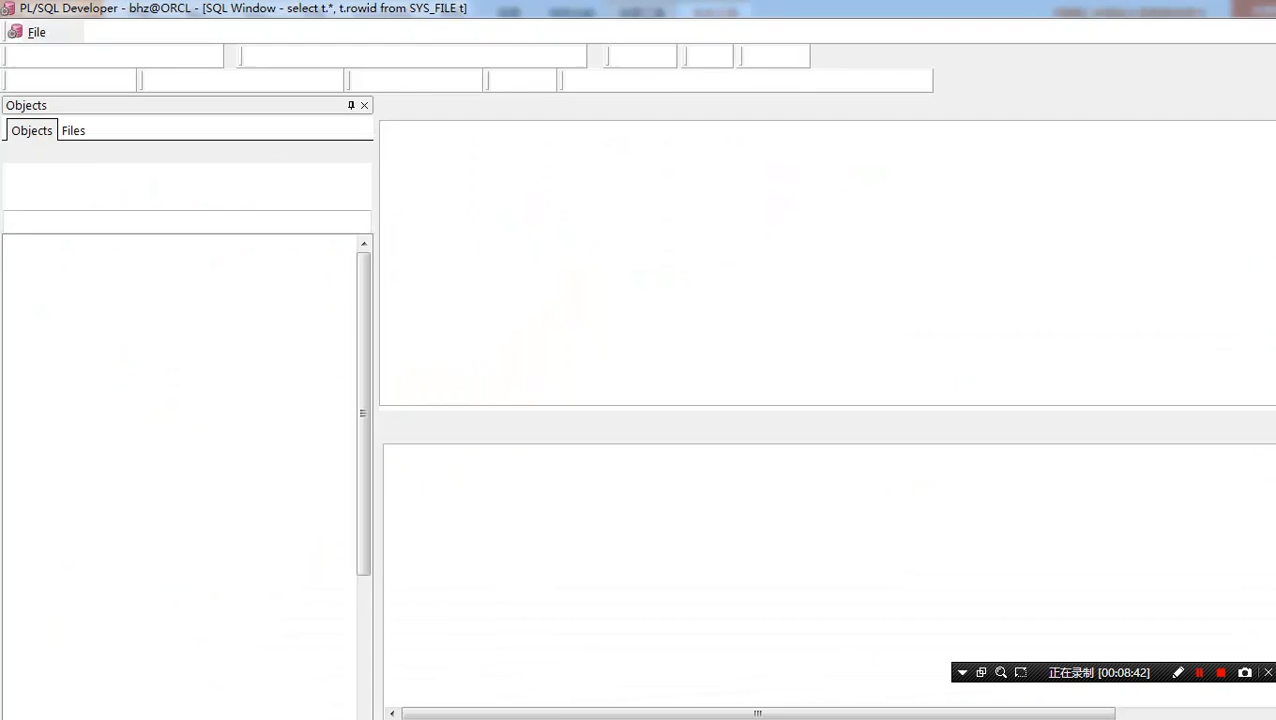 PL/SQL Developer - bhz@ORCL - [SQL Window - select t.*, t.rowid from SYS_FILE t]
File
Objects
Objects Files
正在录制 [00:08:42]